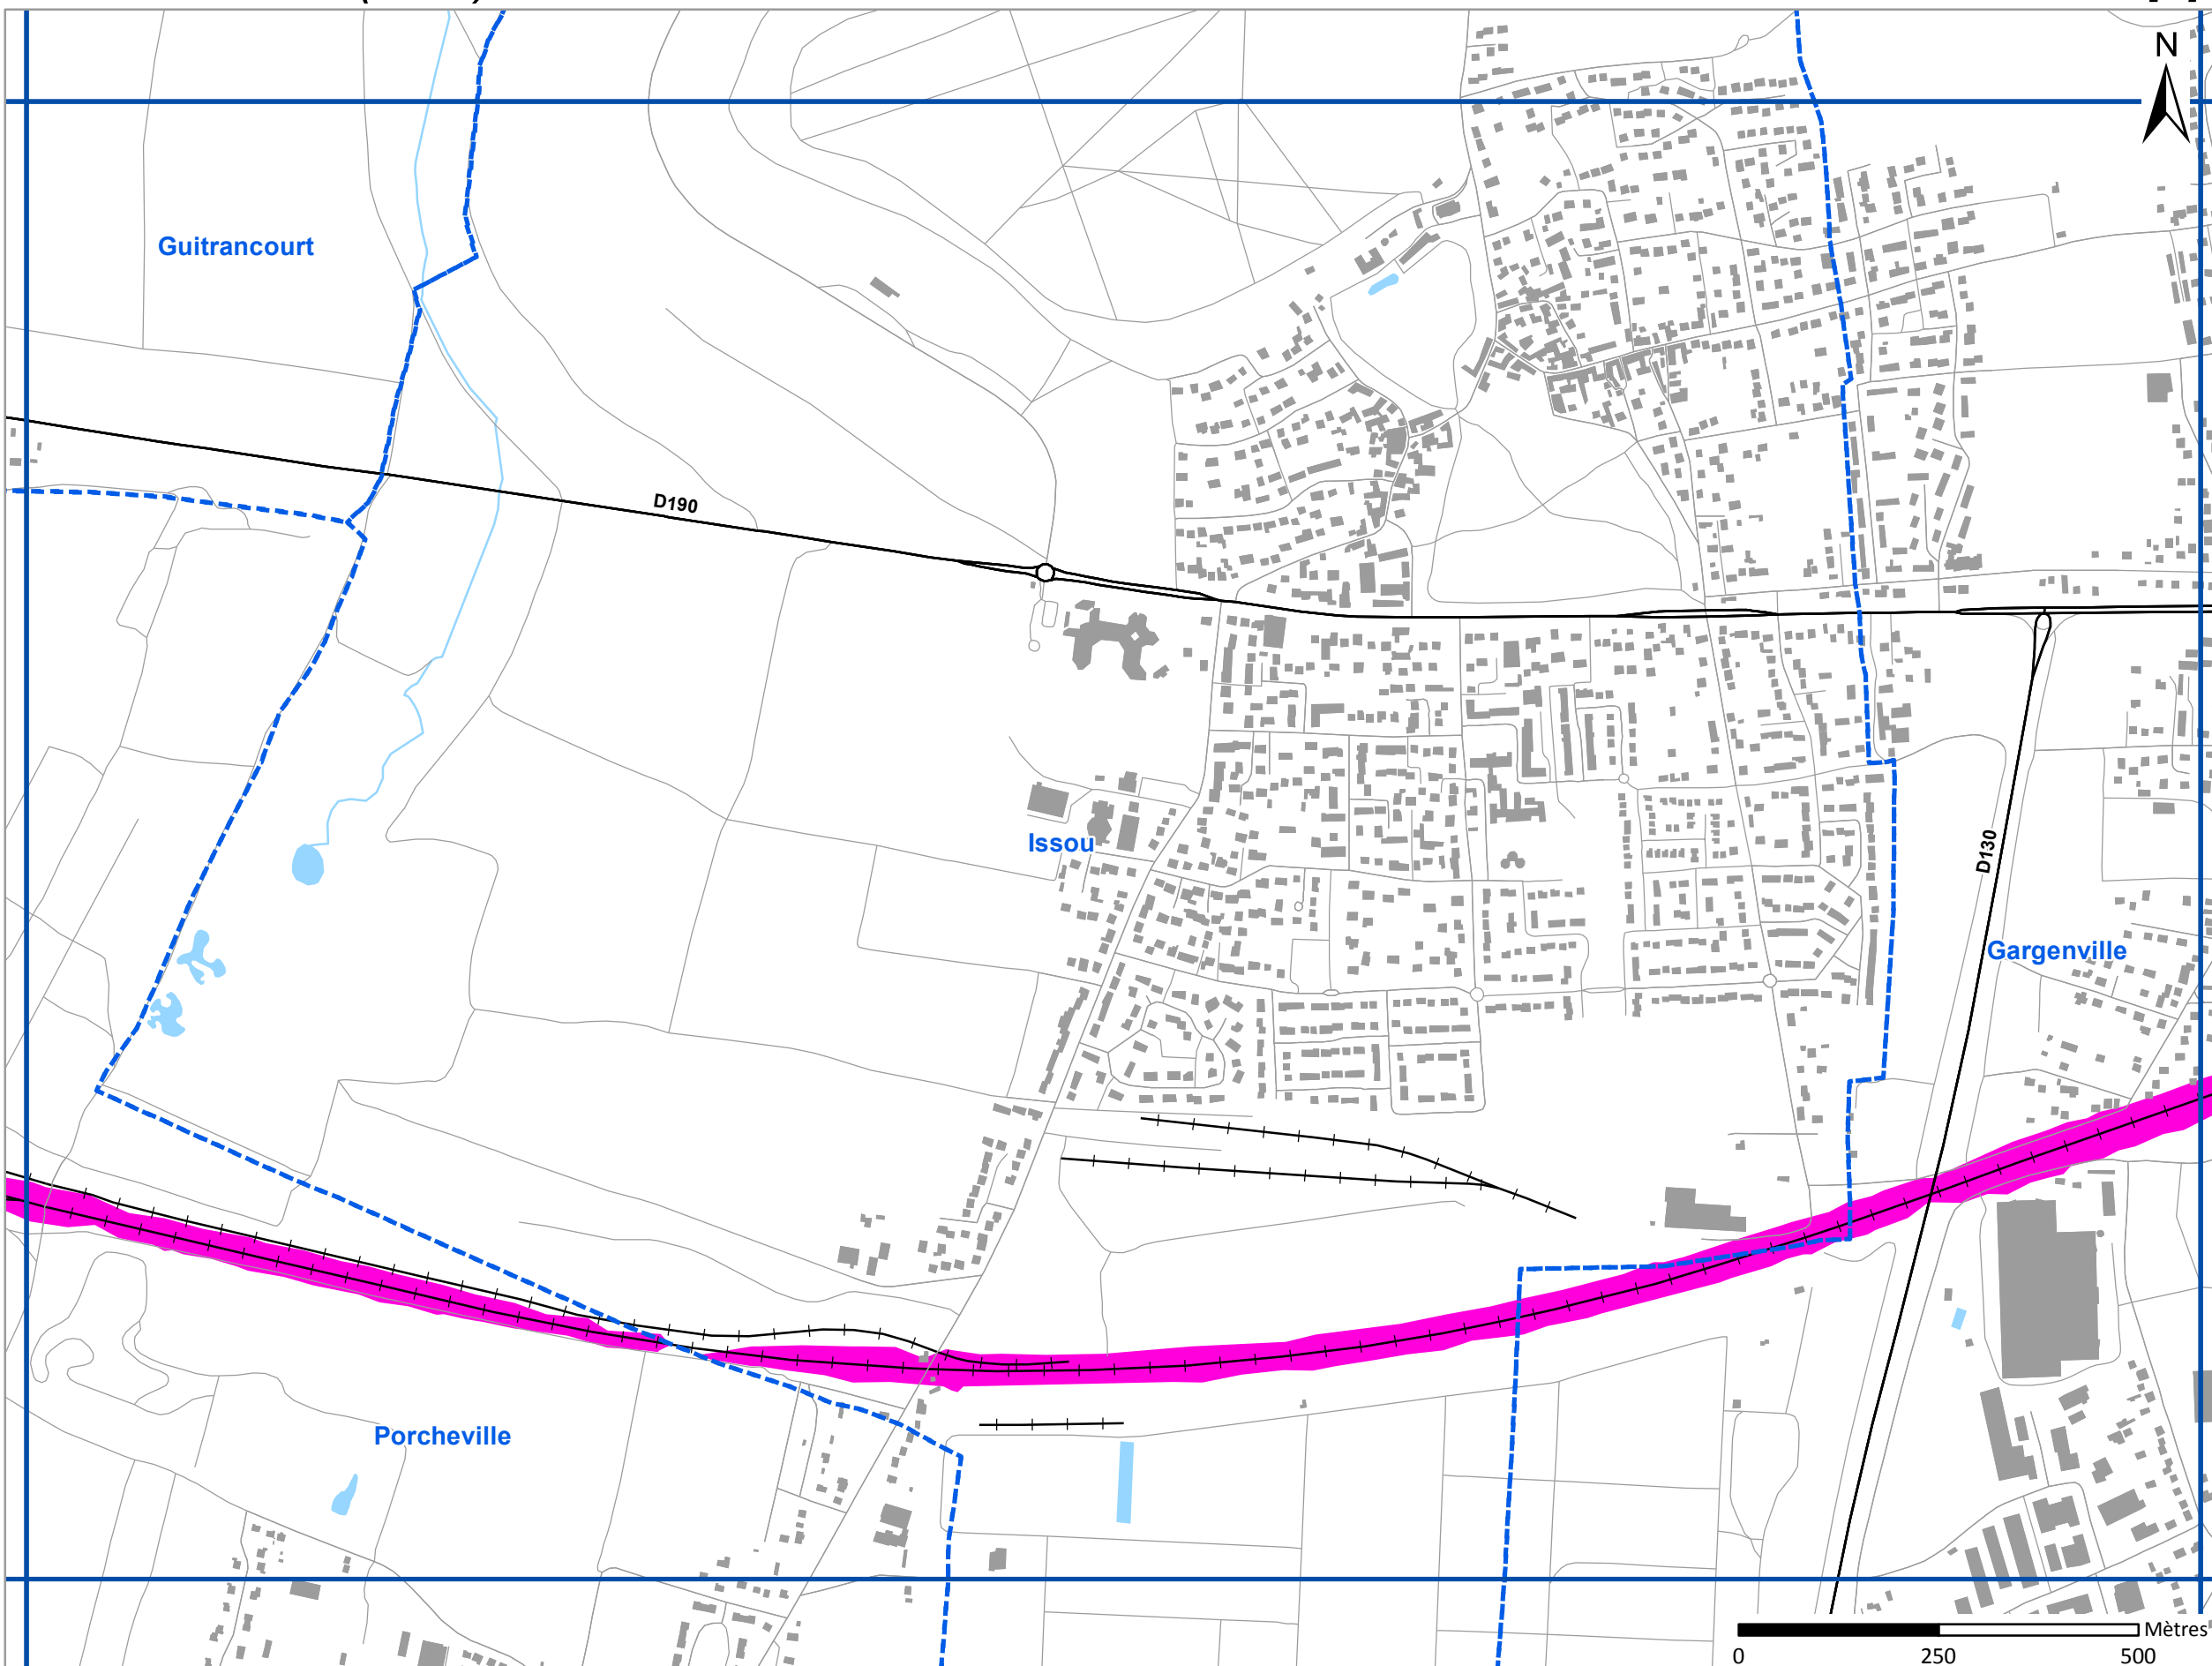 N
Guitrancourt
D190
Issou
D130
Gargenville
Porcheville
Mètres
0 250 500